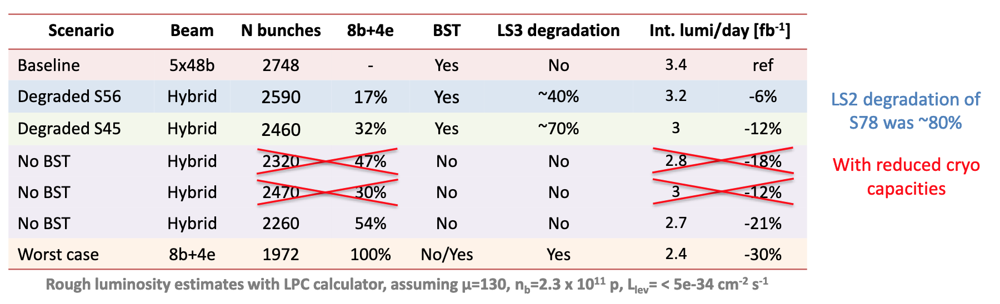 Scenario Beam N bunches 8b+4e BST LS3 degradation Int. lumi/day [fb⁻¹]
Baseline 5x48b 2748 - Yes No 3.4 ref
Degraded S56 Hybrid 2590 17% Yes ~40% 3.2 -6%
Degraded S45 Hybrid 2460 32% Yes ~70% 3 -12%
No BST Hybrid 2320 47% No No 2.8 -18%
No BST Hybrid 2470 30% No No 3 -12%
No BST Hybrid 2260 54% No No 2.7 -21%
Worst case 8b+4e 1972 100% No/Yes Yes 2.4 -30%
Rough luminosity estimates with LPC calculator, assuming μ=130, n_b=2.3 x 10¹¹ p, L_lev= < 5e-34 cm⁻² s⁻¹
LS2 degradation of
S78 was ~80%
With reduced cryo
capacities